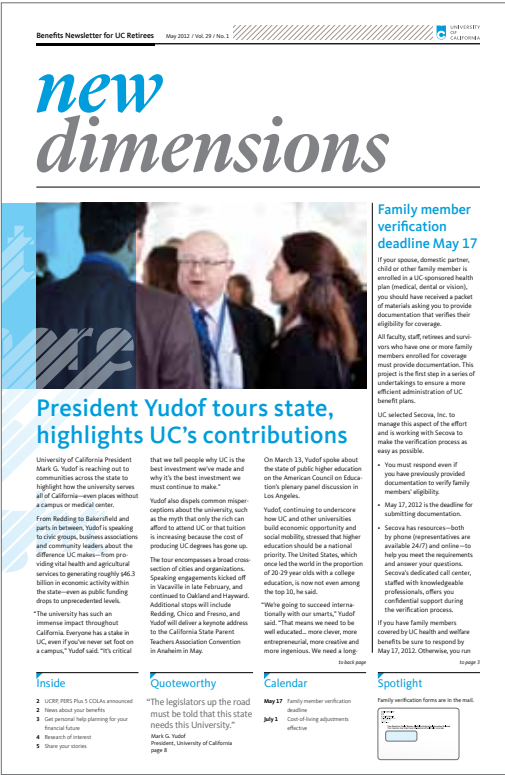 Benefits Newsletter for UC Retirees May 2012 / Vol. 29 / No. 1
UNIVERSITY
OF
CALIFORNIA
new
dimensions
President Yudof tours state,
highlights UC’s contributions
University of California President
Mark G. Yudof is reaching out to
communities across the state to
highlight how the university serves
all of California—even places without
a campus or medical center.
From Redding to Bakersfield and
parts in between, Yudof is speaking
to civic groups, business associations
and community leaders about the
difference UC makes—from pro-
viding vital health and agricultural
services to generating roughly $46.3
billion in economic activity within
the state—even as public funding
drops to unprecedented levels.
“The university has such an
immense impact throughout
California. Everyone has a stake in
UC, even if you’ve never set foot on
a campus,” Yudof said. “It’s critical
that we tell people why UC is the
best investment we’ve made and
why it’s the best investment we
must continue to make.”
Yudof also dispels common misper-
ceptions about the university, such
as the myth that only the rich can
afford to attend UC or that tuition
is increasing because the cost of
producing UC degrees has gone up.
The tour encompasses a broad cross-
section of cities and organizations.
Speaking engagements kicked off
in Vacaville in late February, and
continued to Oakland and Hayward.
Additional stops will include
Redding, Chico and Fresno, and
Yudof will deliver a keynote address
to the California State Parent
Teachers Association Convention
in Anaheim in May.
On March 13, Yudof spoke about
the state of public higher education
on the American Council on Educa-
tion’s plenary panel discussion in
Los Angeles.
Yudof, continuing to underscore
how UC and other universities
build economic opportunity and
social mobility, stressed that higher
education should be a national
priority. The United States, which
once led the world in the proportion
of 20-29 year olds with a college
education, is now not even among
the top 10, he said.
“We’re going to succeed interna-
tionally with our smarts,” Yudof
said. “That means we need to be
well educated... more clever, more
entrepreneurial, more creative and
more ingenious. We need a long-
to back page
Family member
verification
deadline May 17
If your spouse, domestic partner,
child or other family member is
enrolled in a UC-sponsored health
plan (medical, dental or vision),
you should have received a packet
of materials asking you to provide
documentation that verifies their
eligibility for coverage.
All faculty, staff, retirees and survi-
vors who have one or more family
members enrolled for coverage
must provide documentation. This
project is the first step in a series of
undertakings to ensure a more
efficient administration of UC
benefit plans.
UC selected Secova, Inc. to
manage this aspect of the effort
and is working with Secova to
make the verification process as
easy as possible.
• You must respond even if
you have previously provided
documentation to verify family
members’ eligibility.
• May 17, 2012 is the deadline for
submitting documentation.
• Secova has resources—both
by phone (representatives are
available 24/7) and online—to
help you meet the requirements
and answer your questions.
Secova’s dedicated call center,
staffed with knowledgeable
professionals, offers you
confidential support during
the verification process.
If you have family members
covered by UC health and welfare
benefits be sure to respond by
May 17, 2012. Otherwise, you run
to page 3
Inside
2 UCRP, PERS Plus 5 COLAs announced
2 News about your benefits
3 Get personal help planning for your
financial future
4 Research of interest
5 Share your stories
Quoteworthy
“The legislators up the road
must be told that this state
needs this University.”
Mark G. Yudof
President, University of California
page 8
Calendar
May 17 Family member verification
deadline
July 1 Cost-of-living adjustments
effective
Spotlight
Family verification forms are in the mail.